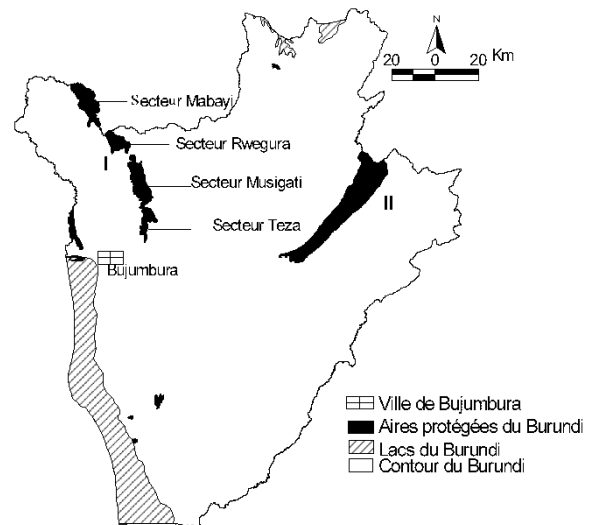 N
20 0 20 Km
Secteur Mabayi
Secteur Rwegura
I
Secteur Musigati
II
Secteur Teza
Bujumbura
Ville de Bujumbura
Aires protégées du Burundi
Lacs du Burundi
Contour du Burundi